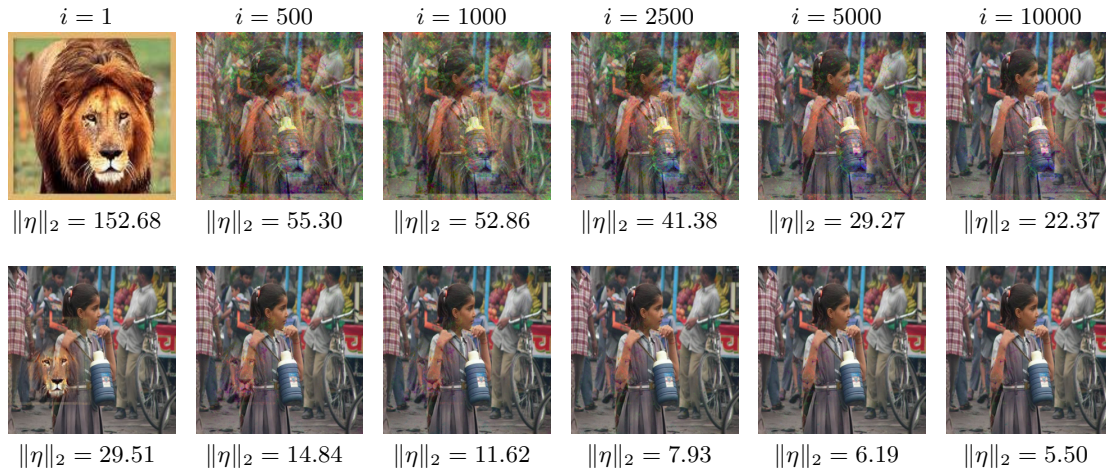 i = 1 i = 500 i = 1000 i = 2500 i = 5000 i = 10000
‖η‖₂ = 152.68 ‖η‖₂ = 55.30 ‖η‖₂ = 52.86 ‖η‖₂ = 41.38 ‖η‖₂ = 29.27 ‖η‖₂ = 22.37
‖η‖₂ = 29.51 ‖η‖₂ = 14.84 ‖η‖₂ = 11.62 ‖η‖₂ = 7.93 ‖η‖₂ = 6.19 ‖η‖₂ = 5.50